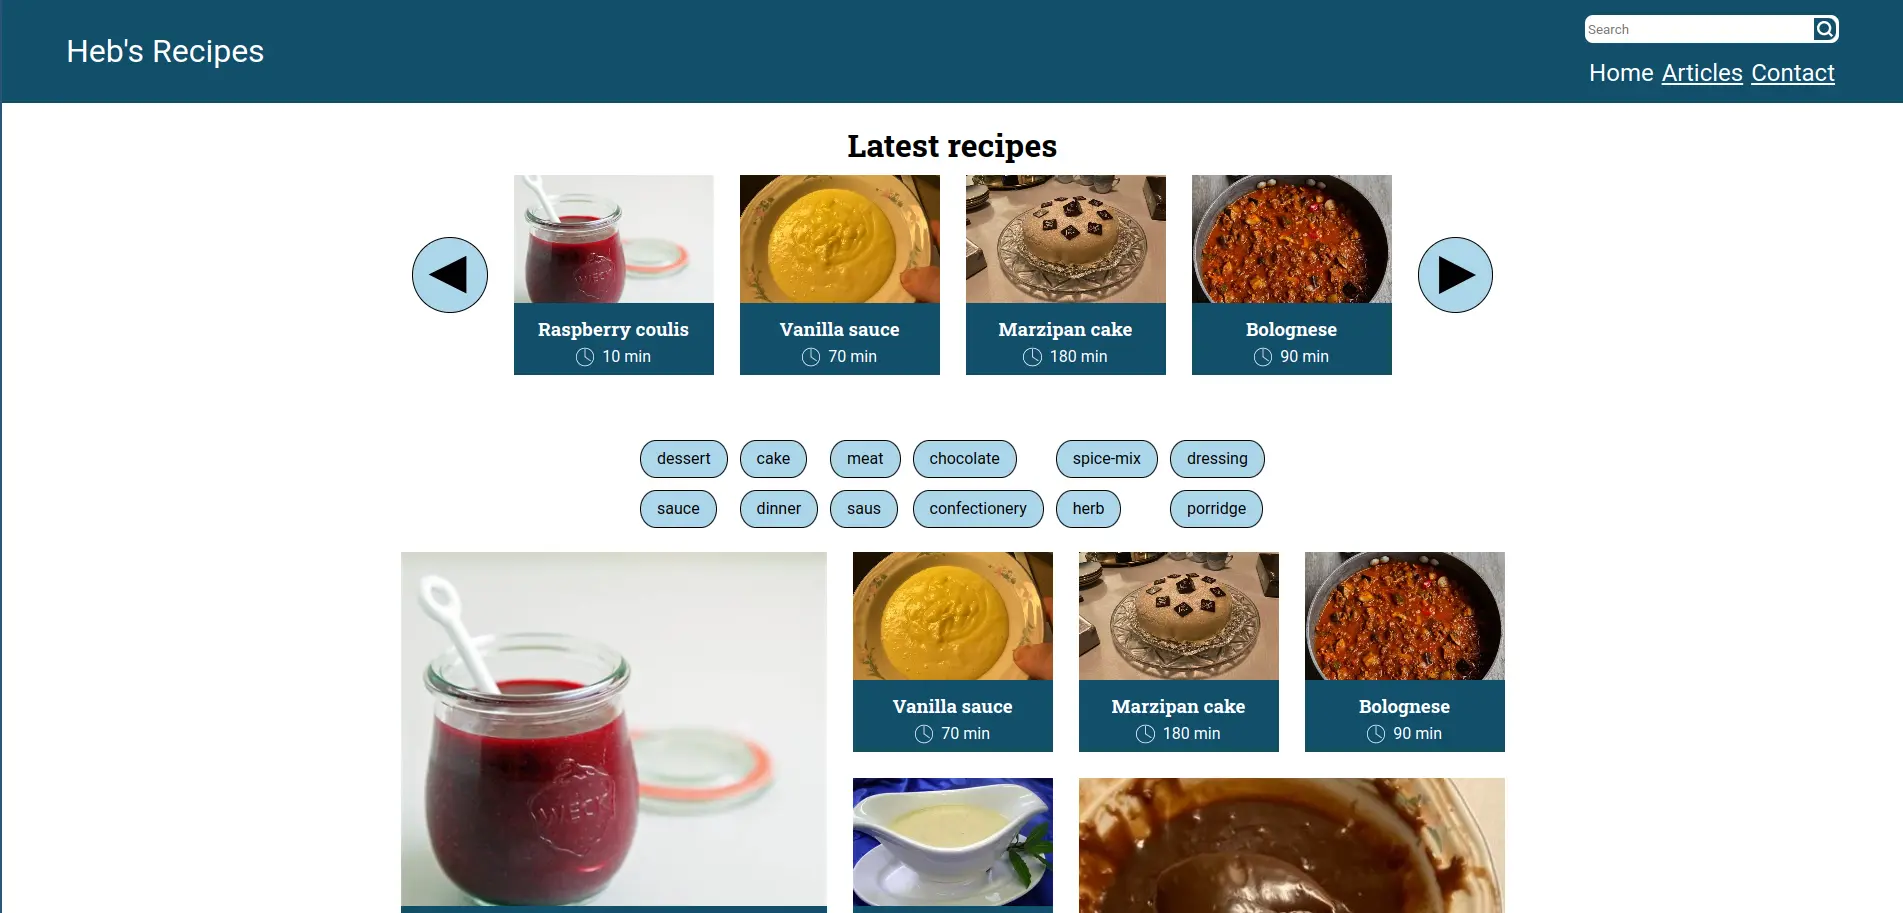 Heb's Recipes
Search
Home Articles Contact
Latest recipes
Raspberry coulis
10 min
Vanilla sauce
70 min
Marzipan cake
180 min
Bolognese
90 min
dessert cake meat chocolate spice-mix dressing
sauce dinner saus confectionery herb porridge
WECK
Vanilla sauce
70 min
Marzipan cake
180 min
Bolognese
90 min